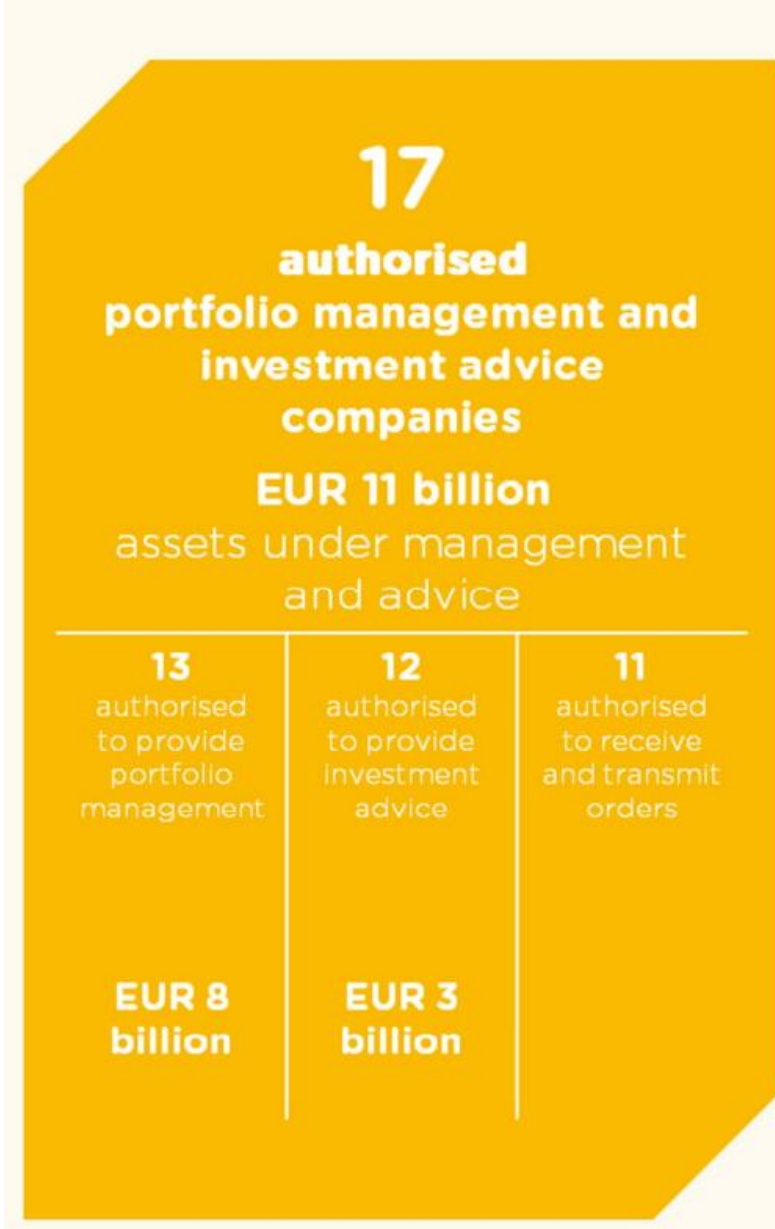 17
authorised
portfolio management and
investment advice
companies
EUR 11 billion
assets under management
and advice
13
authorised
to provide
portfolio
management
EUR 8
billion
12
authorised
to provide
investment
advice
EUR 3
billion
11
authorised
to receive
and transmit
orders